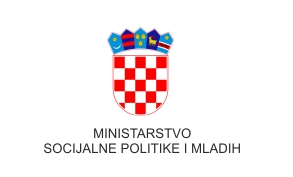 MINISTARSTVO
SOCIJALNE POLITIKE I MLADIH